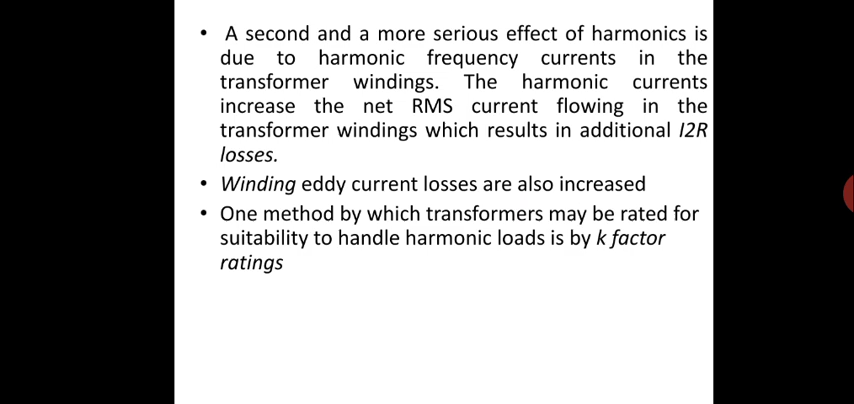 • A second and a more serious effect of harmonics is
due to harmonic frequency currents in the
transformer windings. The harmonic currents
increase the net RMS current flowing in the
transformer windings which results in additional I2R
losses.
• Winding eddy current losses are also increased
• One method by which transformers may be rated for
suitability to handle harmonic loads is by k factor
ratings